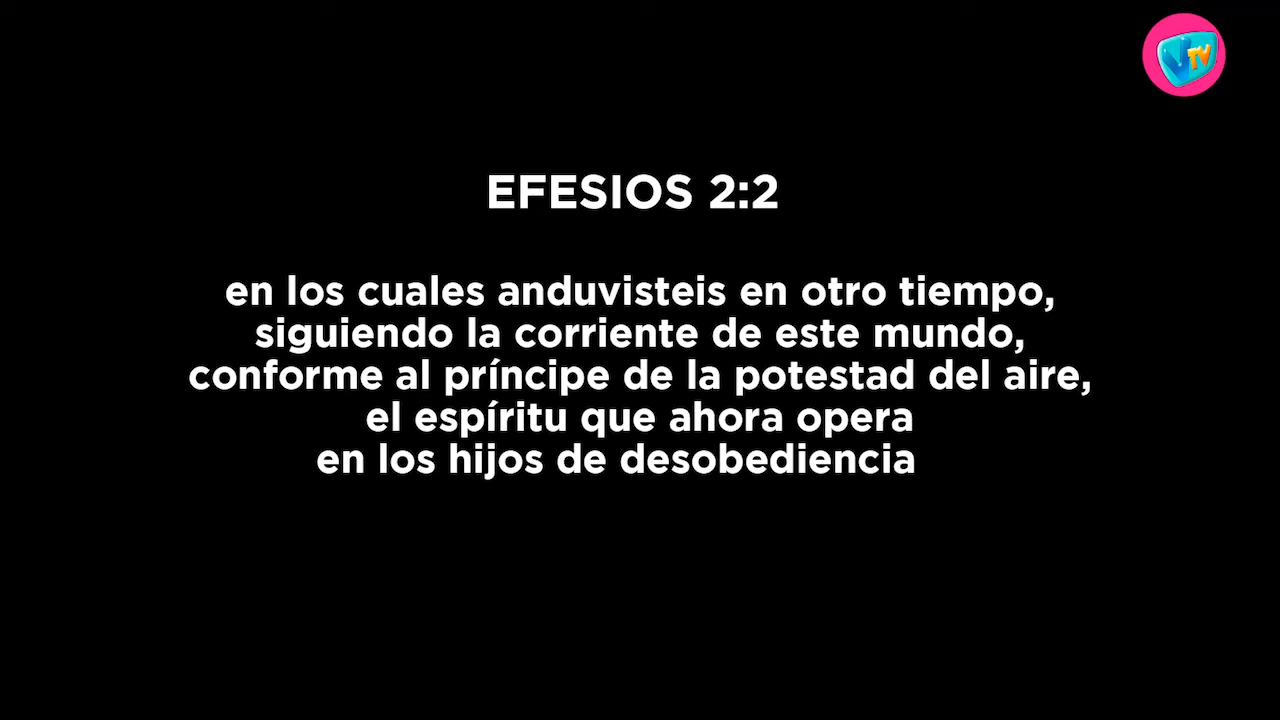 VTV
EFESIOS 2:2
en los cuales anduvisteis en otro tiempo,
siguiendo la corriente de este mundo,
conforme al príncipe de la potestad del aire,
el espíritu que ahora opera
en los hijos de desobediencia